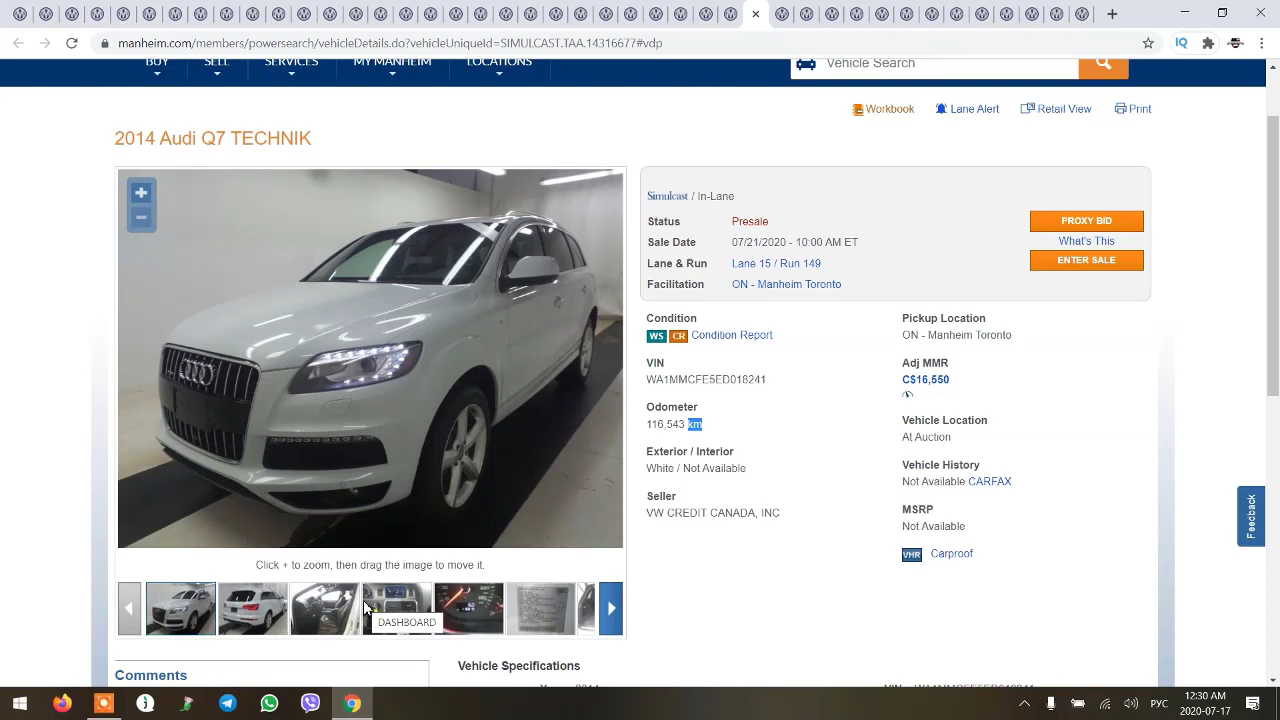 manheim.com/members/powersearch/vehicleDetails.do?vehicleUniqueId=SIMULCAST.TAA.14316677#vdp
IQ
BUY SELL SERVICES MY MANHEIM LOCATIONS
Vehicle Search
Workbook Lane Alert Retail View Print
2014 Audi Q7 TECHNIK
Simulcast / In-Lane
Status Presale
PROXY BID
Sale Date 07/21/2020 - 10:00 AM ET
What's This
Lane & Run Lane 15 / Run 149
ENTER SALE
Facilitation ON - Manheim Toronto
Condition
WS CR Condition Report
VIN
WA1MMCFE5ED018241
Odometer
116,543 km
Exterior / Interior
White / Not Available
Seller
VW CREDIT CANADA, INC
Pickup Location
ON - Manheim Toronto
Adj MMR
C$16,550
Vehicle Location
At Auction
Vehicle History
Not Available CARFAX
MSRP
Not Available
VHR Carproof
Feedback
Click + to zoom, then drag the image to move it.
DASHBOARD
Comments
Vehicle Specifications
РУС
12:30 AM
2020-07-17